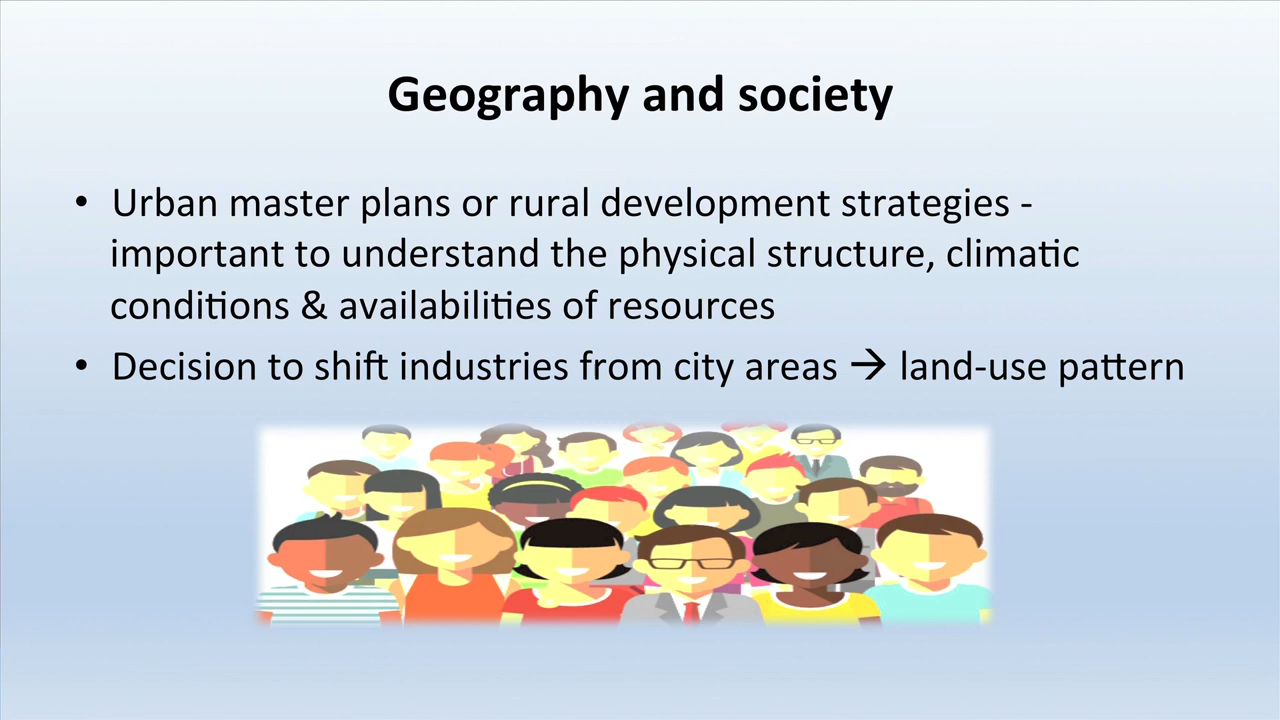 Geography and society
• Urban master plans or rural development strategies -
important to understand the physical structure, climatic
conditions & availabilities of resources
• Decision to shift industries from city areas → land-use pattern